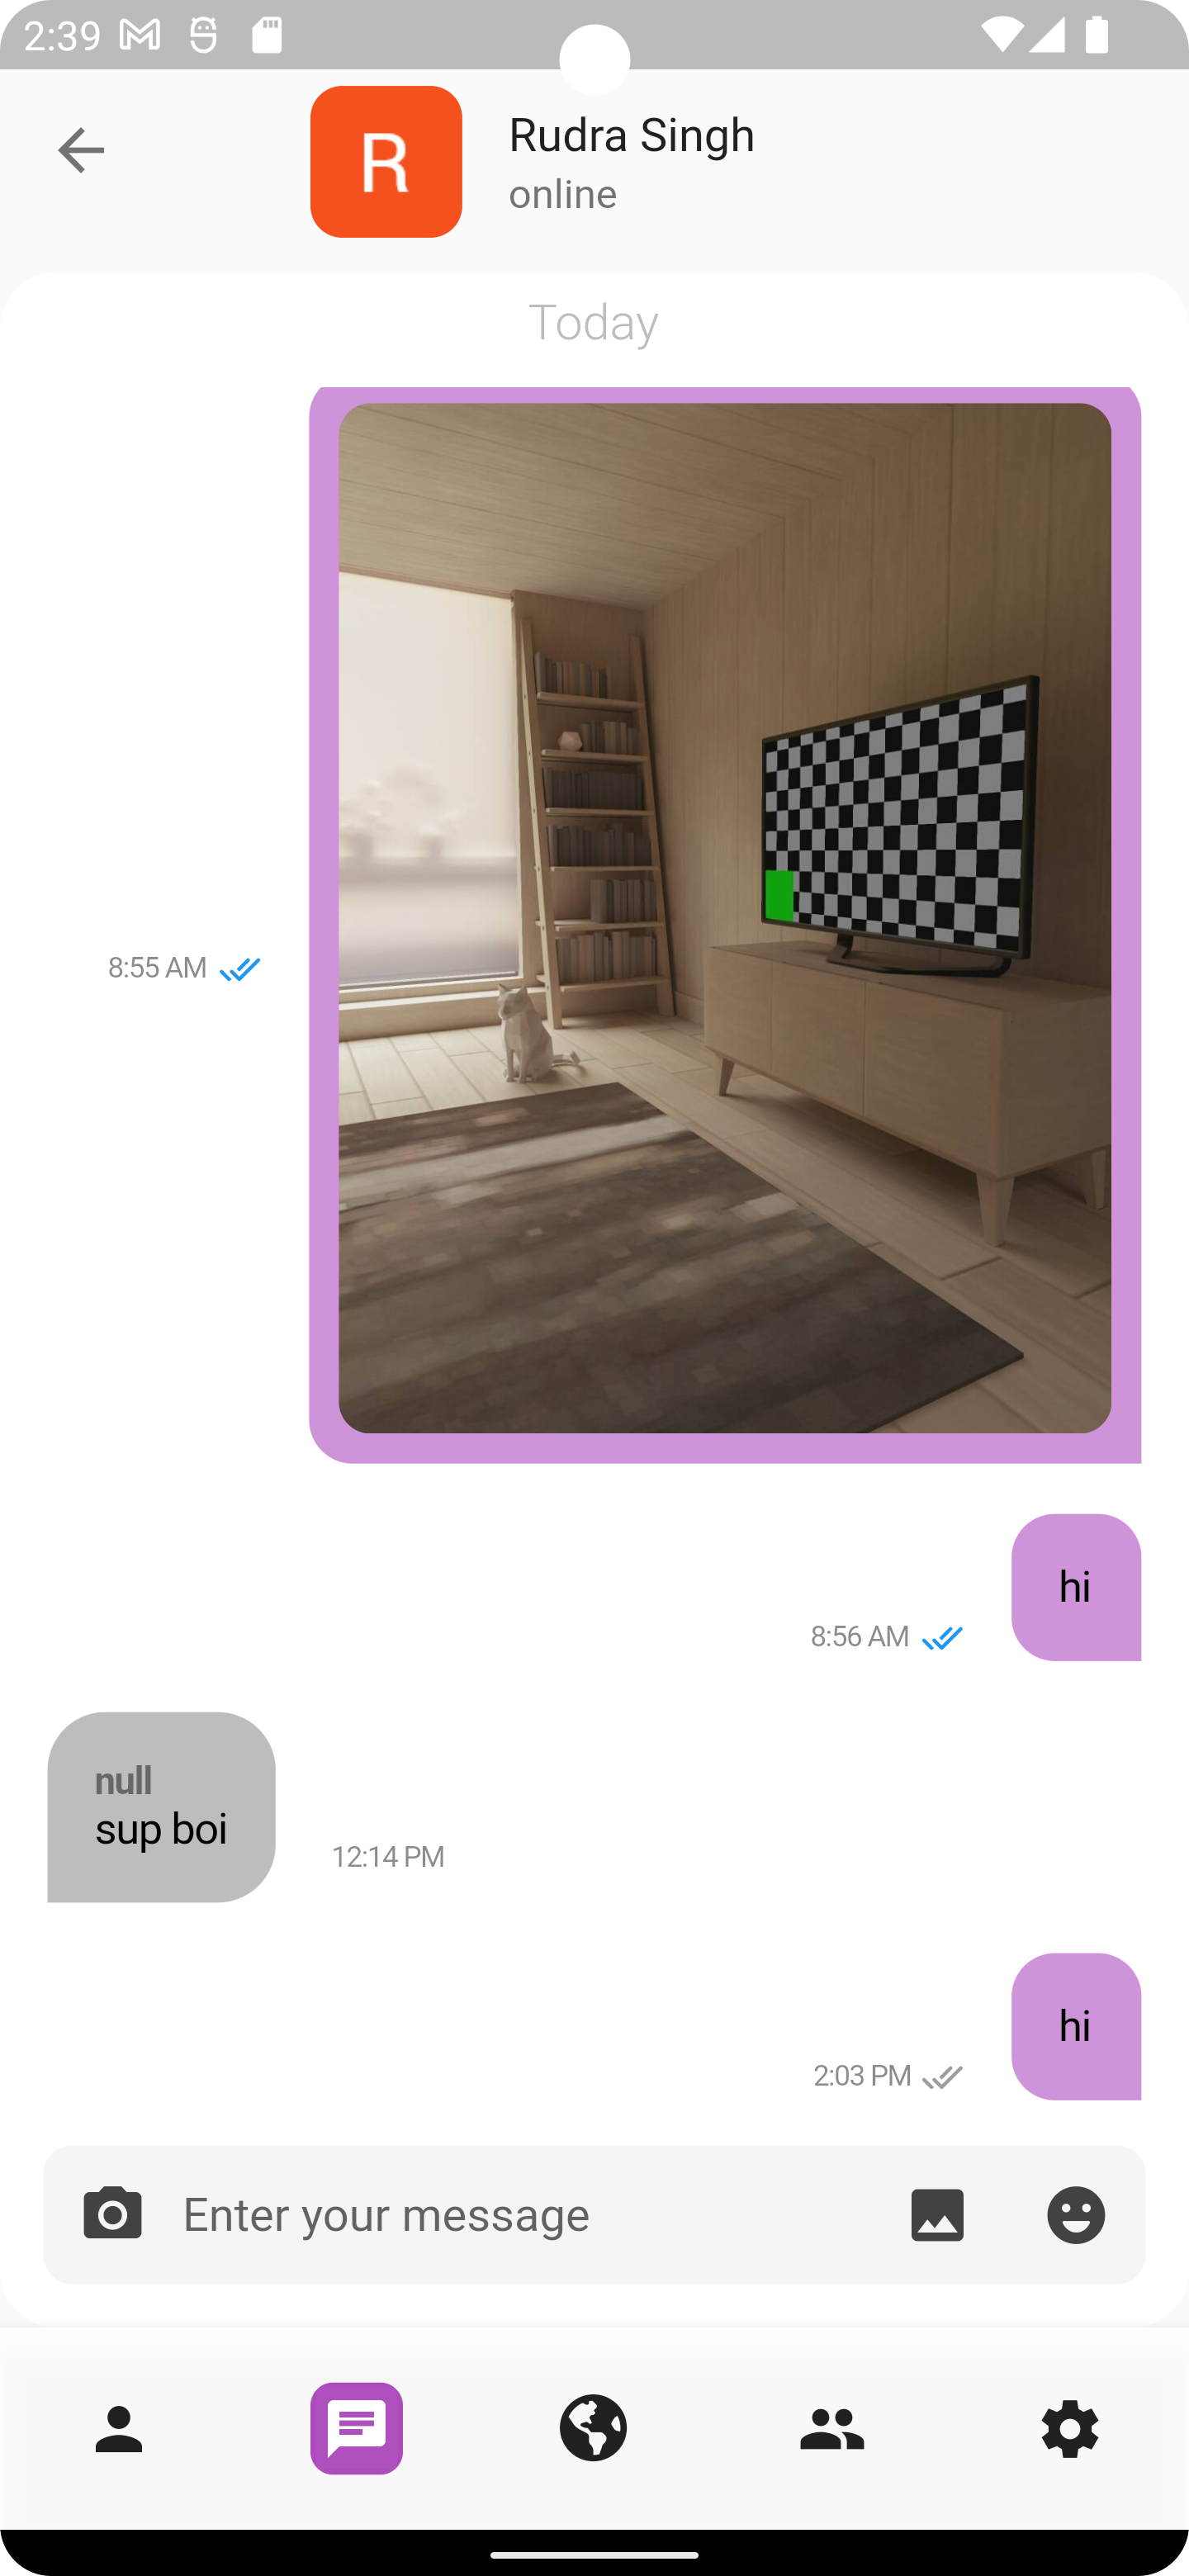 2:39
R
Rudra Singh
online
Today
8:55 AM
hi
8:56 AM
null
sup boi
12:14 PM
hi
2:03 PM
Enter your message